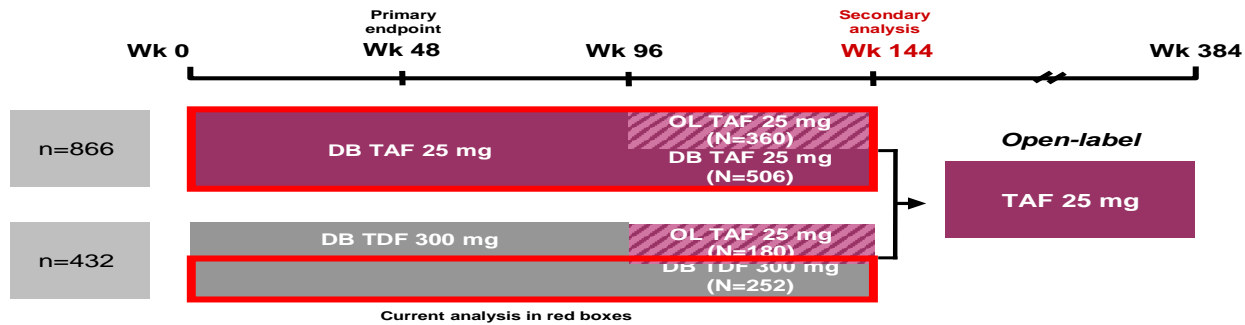 Primary
endpoint
Secondary
analysis
Wk 0
Wk 48
Wk 96
Wk 144
Wk 384
n=866
DB TAF 25 mg
OL TAF 25 mg
(N=360)
DB TAF 25 mg
(N=506)
Open-label
TAF 25 mg
n=432
DB TDF 300 mg
OL TAF 25 mg
(N=180)
DB TDF 300 mg
(N=252)
Current analysis in red boxes